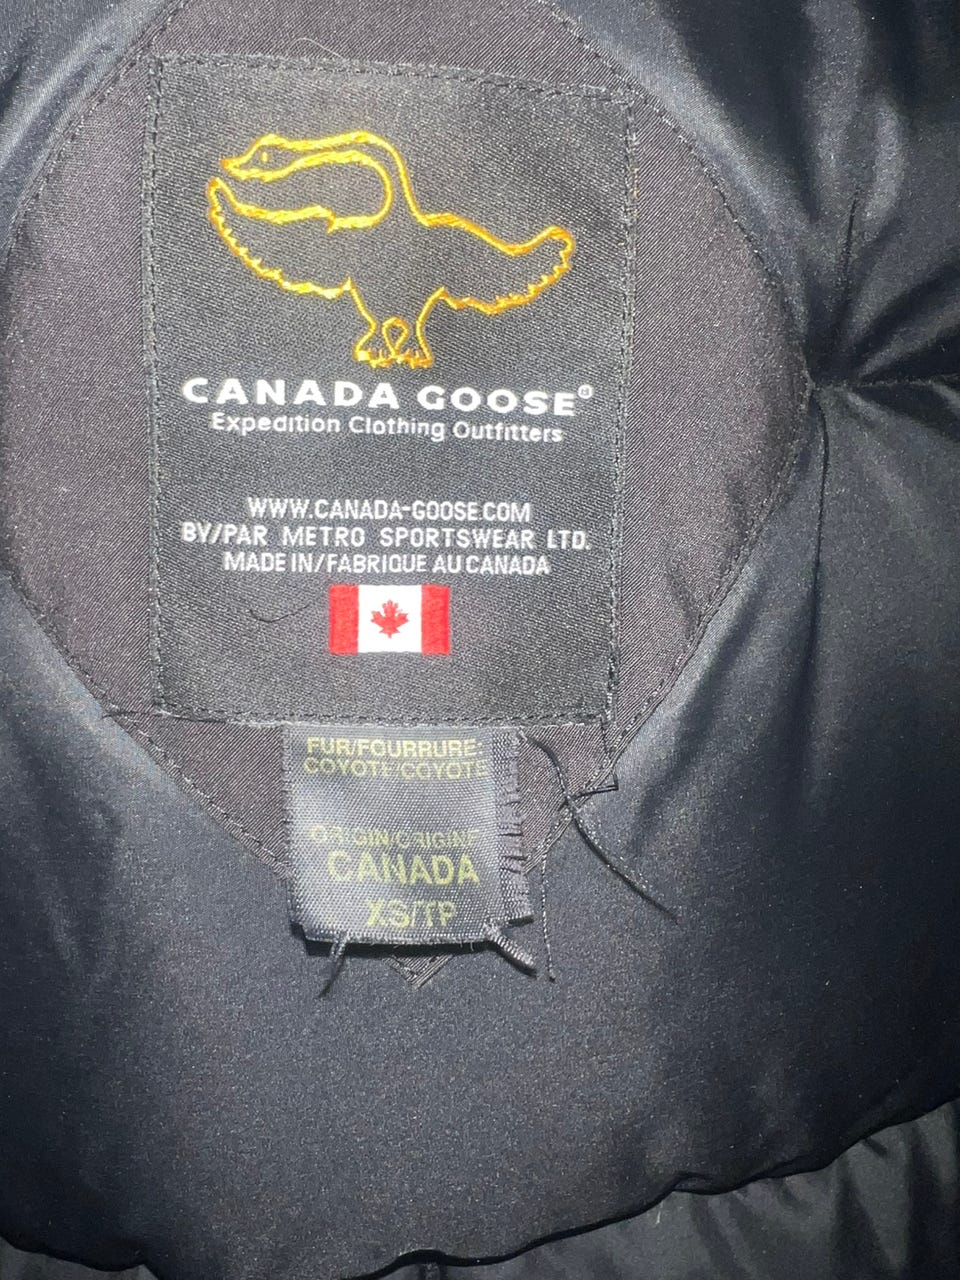 CANADA GOOSE®
Expedition Clothing Outfitters
WWW.CANADA-GOOSE.COM
BY/PAR METRO SPORTSWEAR LTD.
MADE IN/FABRIQUE AU CANADA
FUR/FOURRURE:
COYOTE/COYOTE
ORIGIN/ORIGINE
CANADA
XS/TP